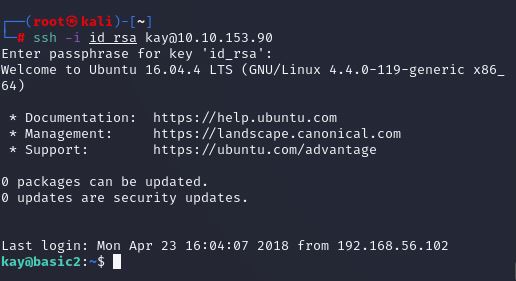 ┌──(root㉿kali)-[~]
└─# ssh -i id_rsa kay@10.10.153.90
Enter passphrase for key 'id_rsa':
Welcome to Ubuntu 16.04.4 LTS (GNU/Linux 4.4.0-119-generic x86_
64)
* Documentation:  https://help.ubuntu.com
* Management:     https://landscape.canonical.com
* Support:        https://ubuntu.com/advantage
0 packages can be updated.
0 updates are security updates.
Last login: Mon Apr 23 16:04:07 2018 from 192.168.56.102
kay@basic2:~$